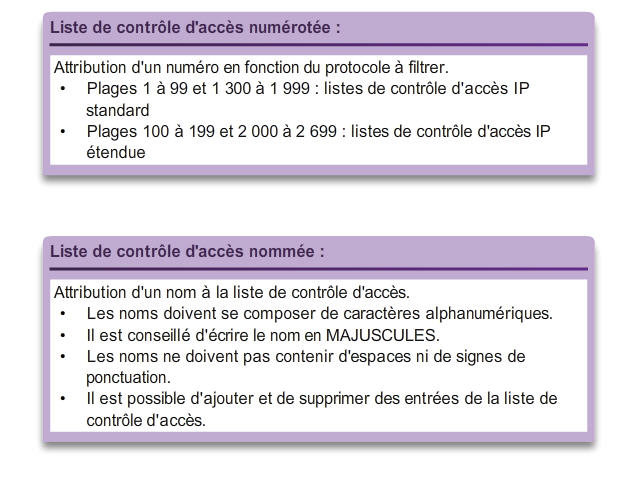 Liste de contrôle d'accès numérotée :
Attribution d'un numéro en fonction du protocole à filtrer.
• Plages 1 à 99 et 1 300 à 1 999 : listes de contrôle d'accès IP
standard
• Plages 100 à 199 et 2 000 à 2 699 : listes de contrôle d'accès IP
étendue
Liste de contrôle d'accès nommée :
Attribution d'un nom à la liste de contrôle d'accès.
• Les noms doivent se composer de caractères alphanumériques.
• Il est conseillé d'écrire le nom en MAJUSCULES.
• Les noms ne doivent pas contenir d'espaces ni de signes de
ponctuation.
• Il est possible d'ajouter et de supprimer des entrées de la liste de
contrôle d'accès.